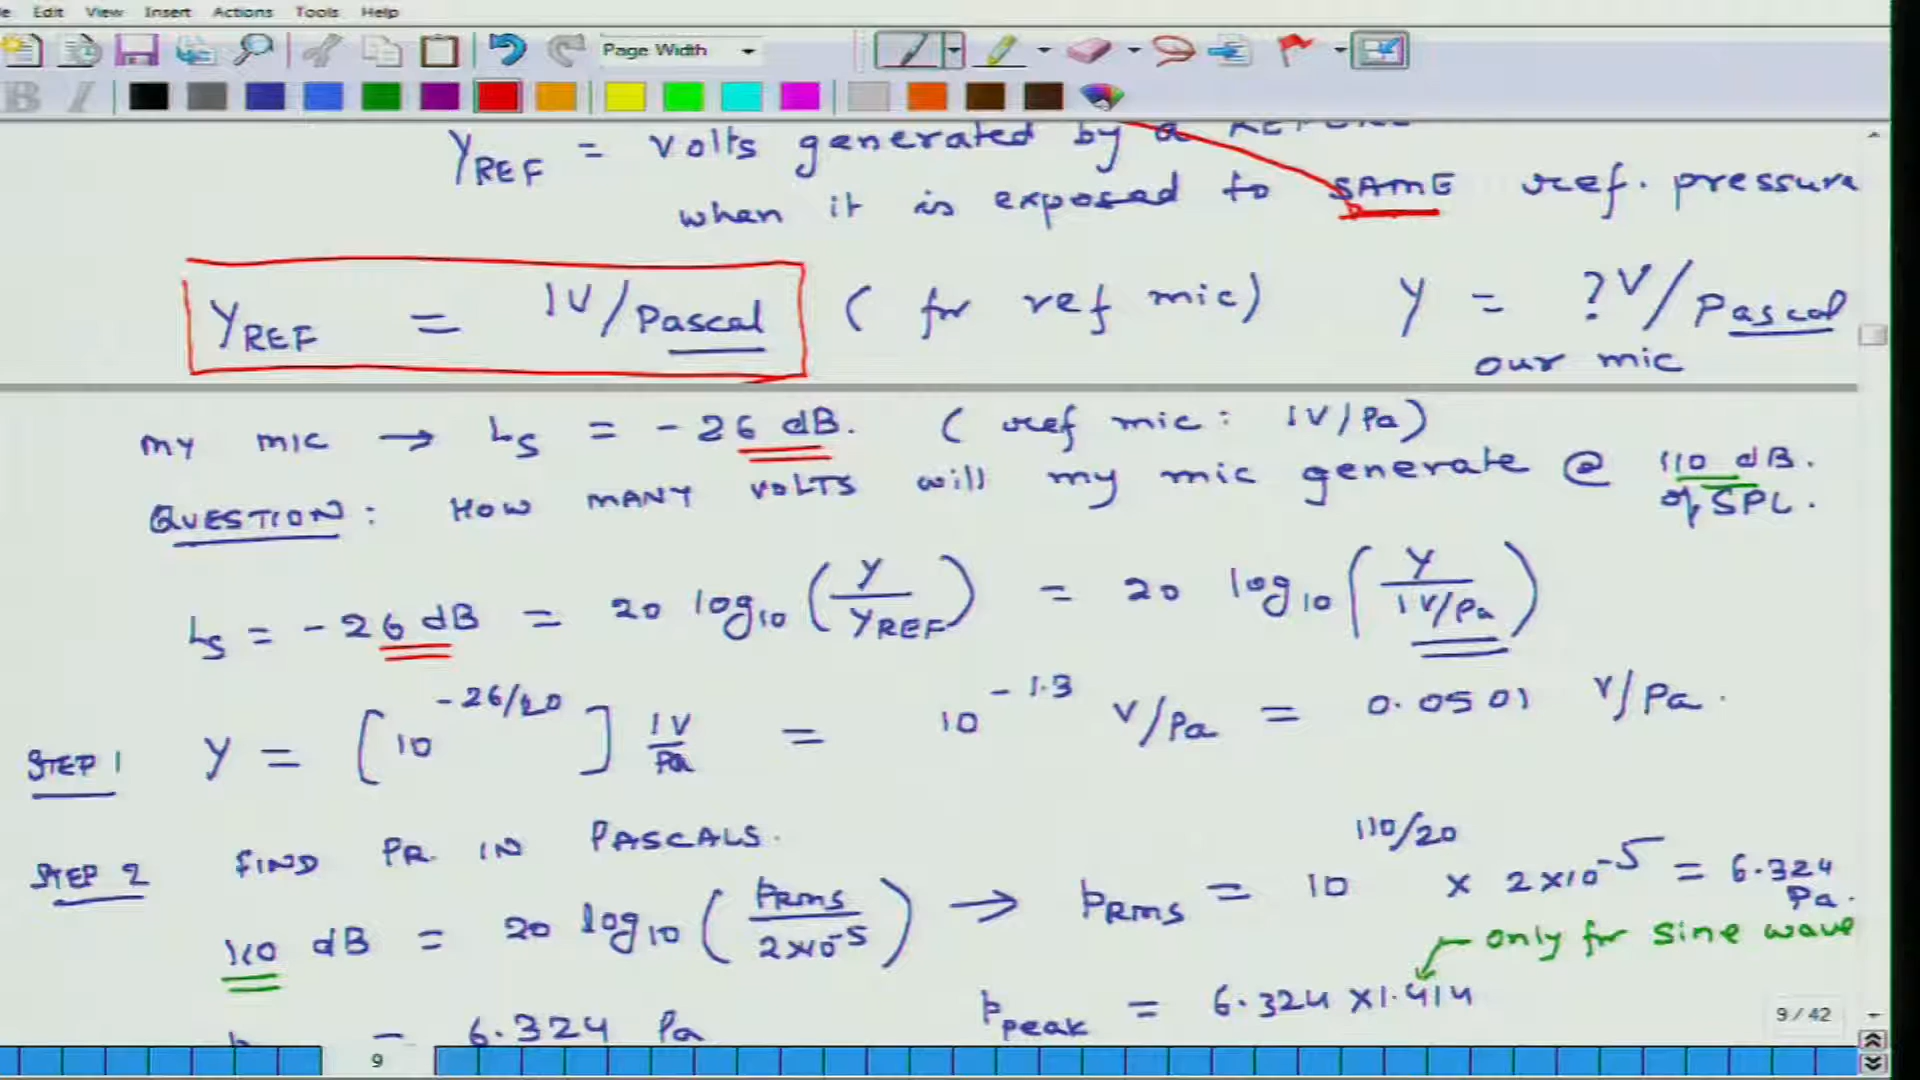 Edit View Insert Actions Tools Help
Page Width
B I
YREF = volts generated by a
when it is exposed to SAME ref. pressure
YREF = 1V/Pascal (for ref mic) Y = ?V/Pascal
our mic
my mic → Ls = -26 dB. (ref mic: 1V/Pa)
QUESTION: HOW MANY VOLTS will my mic generate @ 110 dB.
of SPL.
Ls = -26 dB = 20 log10 (Y/YREF) = 20 log10 (Y/1V/Pa)
STEP 1 Y = [10^-26/20] 1V/Pa = 10^-1.3 V/Pa = 0.0501 V/Pa.
STEP 2 FIND PR. IN PASCALS.
110 dB = 20 log10 (PRms/2×10^-5) → PRms = 10^110/20 × 2×10^-5 = 6.324 Pa.
only for sine wave
Ppeak = 6.324 ×1.414
= 6.324 Pa
9/42
9